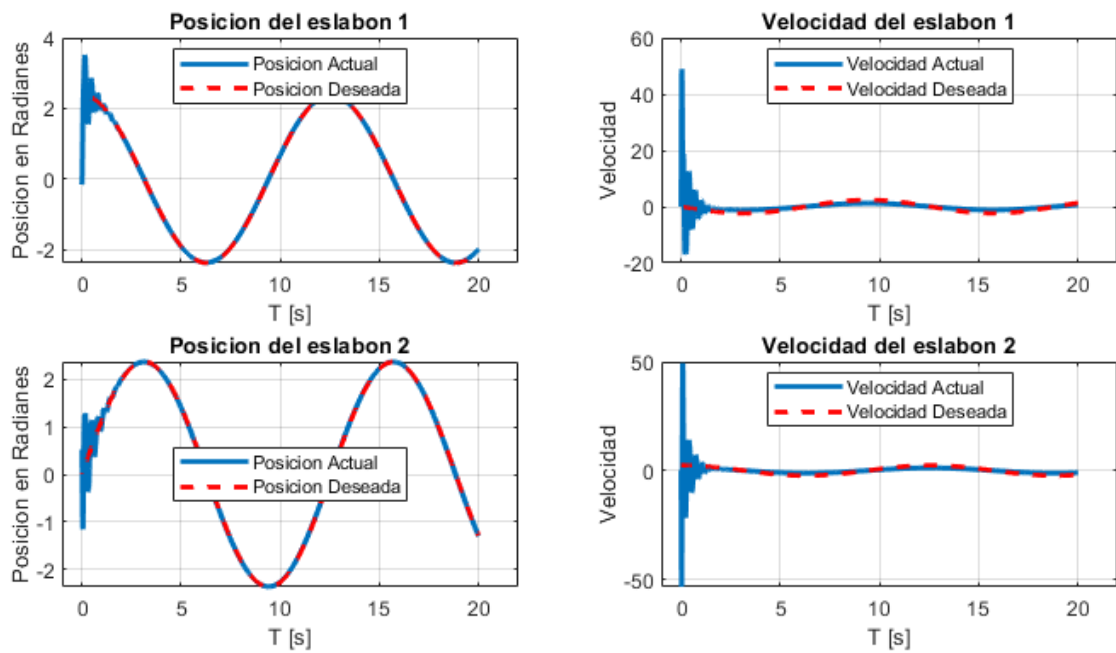 Posicion del eslabon 1
Posicion en Radianes
4
2
0
-2
Posicion Actual
Posicion Deseada
0
5
10
15
20
T [s]
Velocidad del eslabon 1
Velocidad
60
40
20
0
-20
Velocidad Actual
Velocidad Deseada
0
5
10
15
20
T [s]
Posicion del eslabon 2
Posicion en Radianes
2
1
0
-1
-2
Posicion Actual
Posicion Deseada
0
5
10
15
20
T [s]
Velocidad del eslabon 2
Velocidad
50
0
-50
Velocidad Actual
Velocidad Deseada
0
5
10
15
20
T [s]